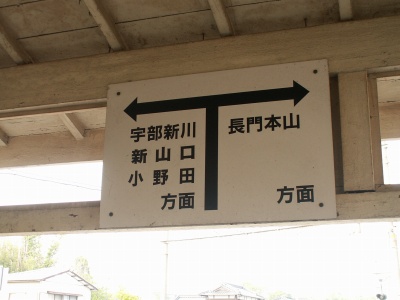 宇部新川
新山口
小野田
方面
長門本山
方面